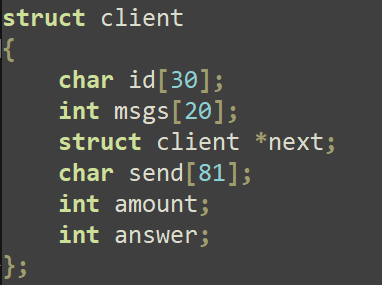 struct client
{
    char id[30];
    int msgs[20];
    struct client *next;
    char send[81];
    int amount;
    int answer;
};